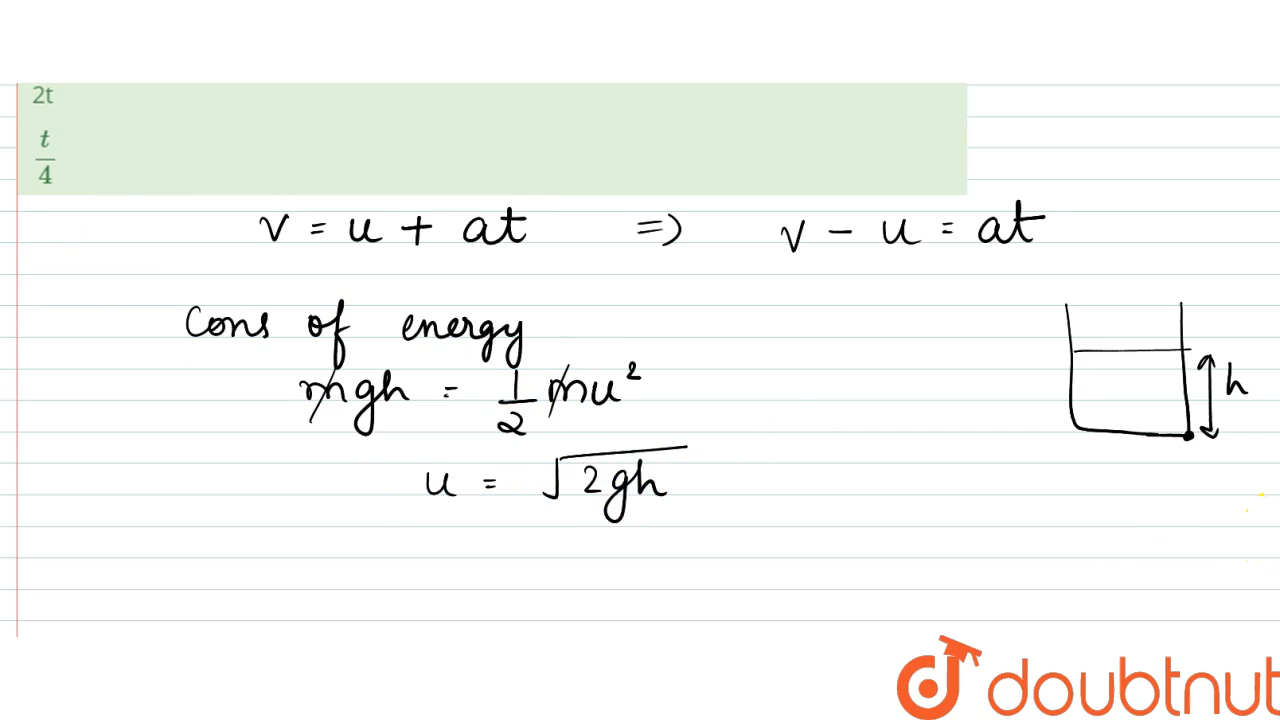 2t
t/4
v = u + at ⇒ v - u = at
Cons of energy
mgh = 1/2 mu²
h
u = √2gh
doubtnut